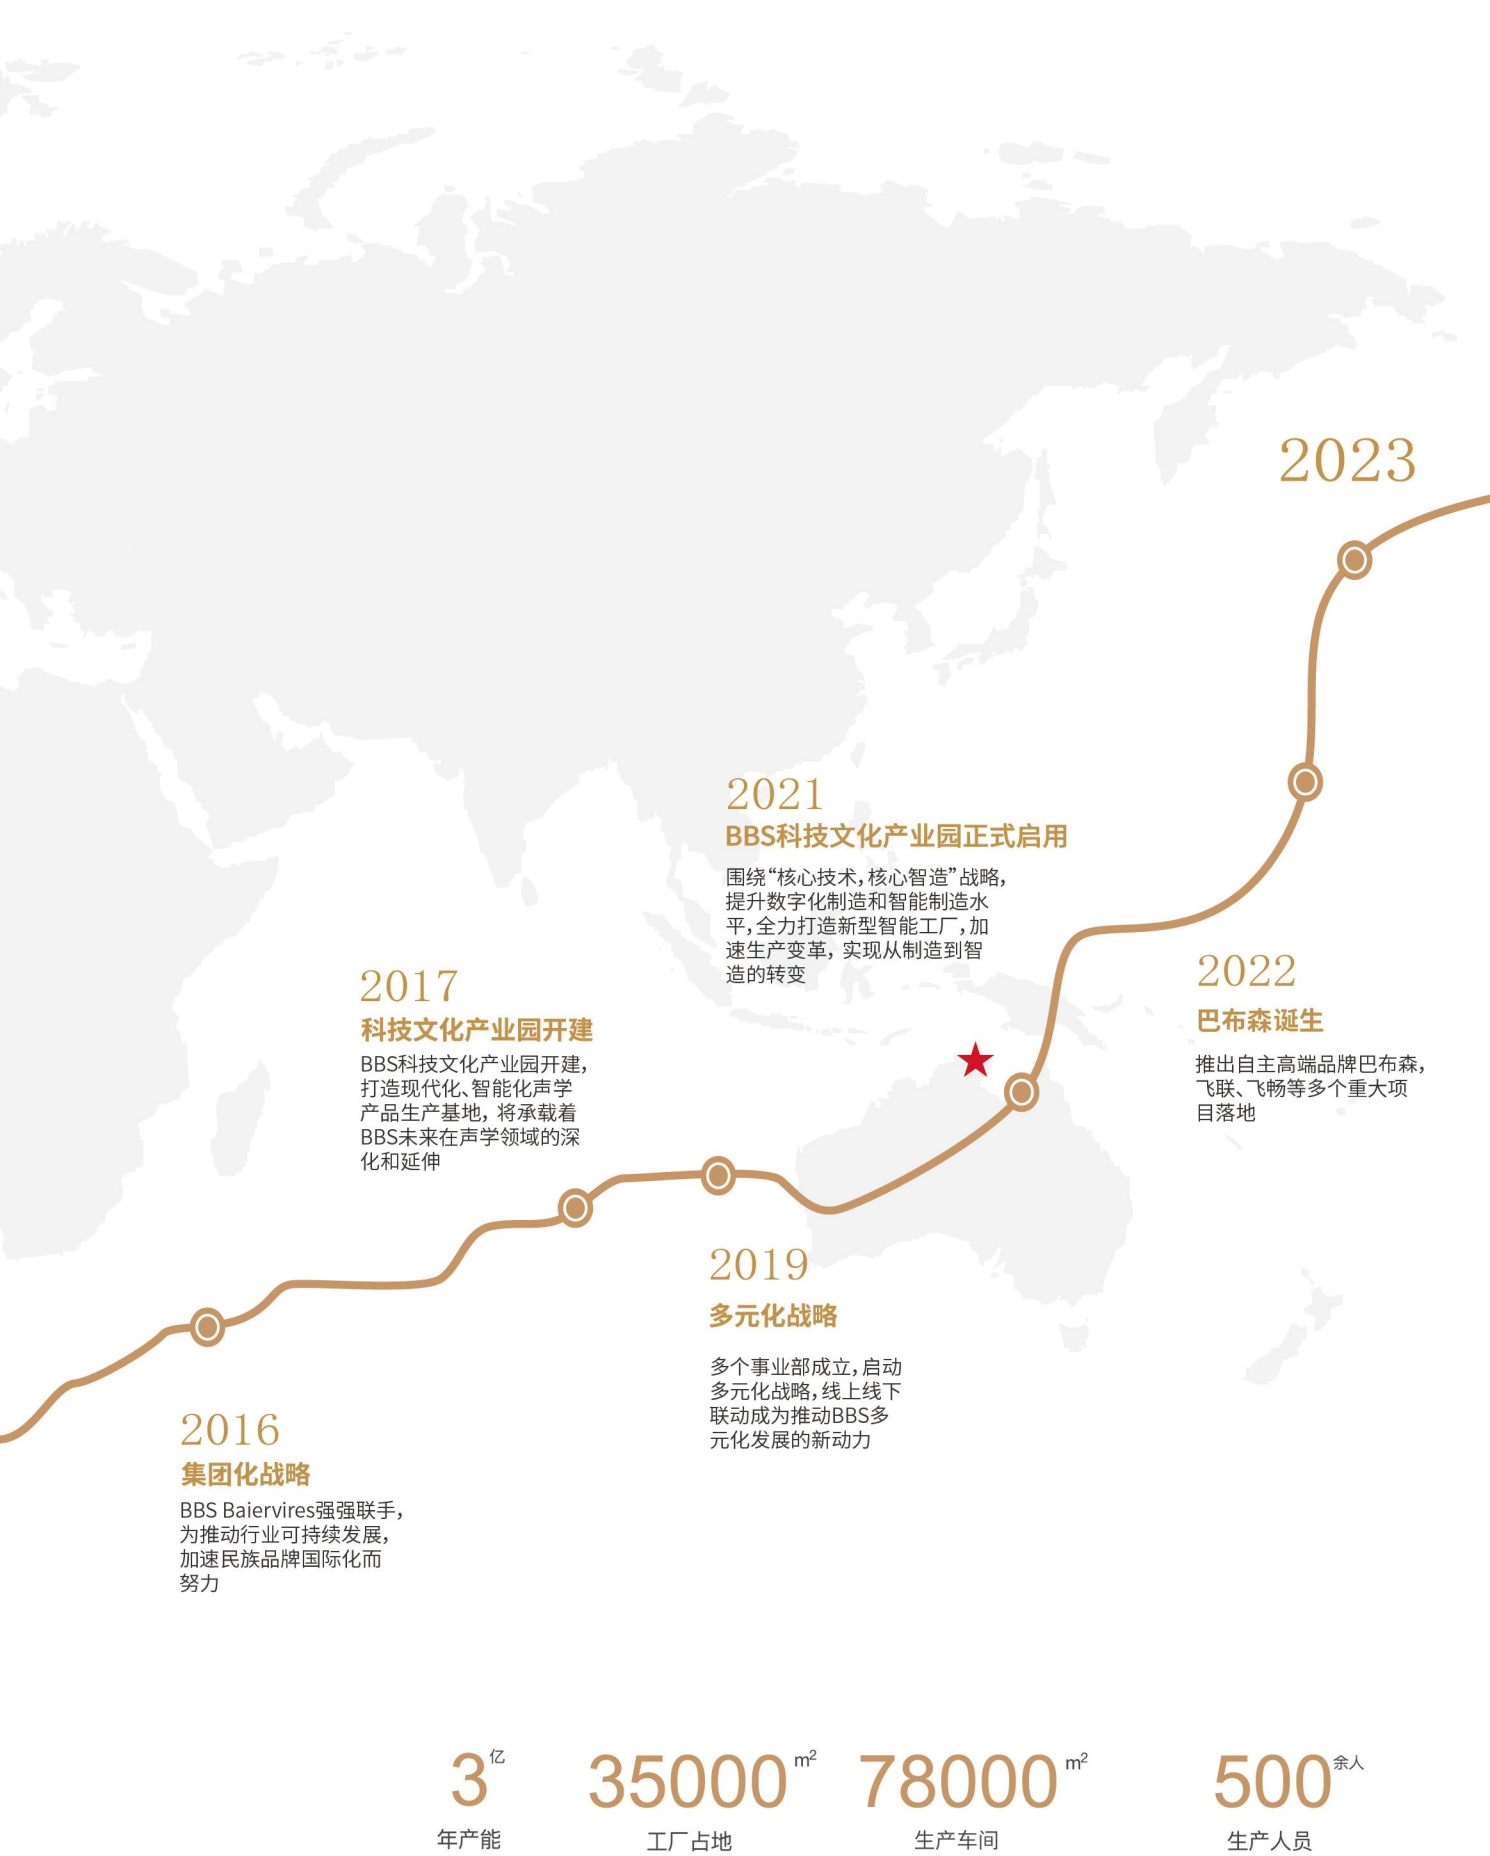 2023
2021
BBS科技文化产业园正式启用
围绕“核心技术，核心智造”战略，
提升数字化制造和智能制造水
平，全力打造新型智能工厂，加
速生产变革，实现从制造到智
造的转变
2022
巴布森诞生
推出自主高端品牌巴布森，
飞联、飞畅等多个重大项
目落地
2017
科技文化产业园开建
BBS科技文化产业园开建，
打造现代化、智能化声学
产品生产基地，将承载着
BBS未来在声学领域的深
化和延伸
2019
多元化战略
多个事业部成立，启动
多元化战略，线上线下
联动成为推动BBS多
元化发展的新动力
2016
集团化战略
BBS Baiervires强强联手，
为推动行业可持续发展，
加速民族品牌国际化而
努力
3亿
年产能
35000 m²
工厂占地
78000 m²
生产车间
500余人
生产人员